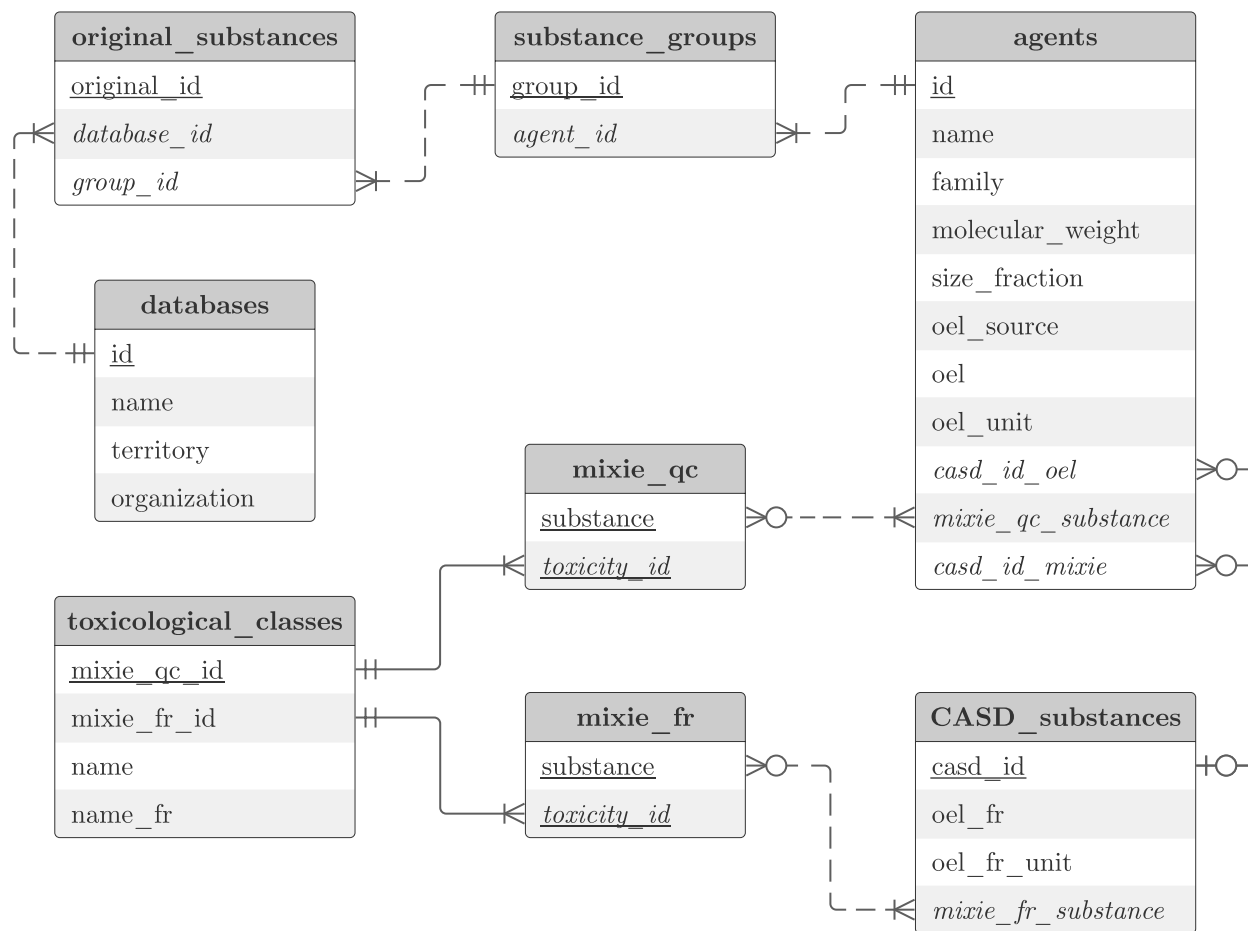 original_substances
original_id
database_id
group_id
substance_groups
group_id
agent_id
agents
id
name
family
molecular_weight
size_fraction
oel_source
oel
oel_unit
casd_id_oel
mixie_qc_substance
casd_id_mixie
databases
id
name
territory
organization
mixie_qc
substance
toxicity_id
toxicological_classes
mixie_qc_id
mixie_fr_id
name
name_fr
mixie_fr
substance
toxicity_id
CASD_substances
casd_id
oel_fr
oel_fr_unit
mixie_fr_substance